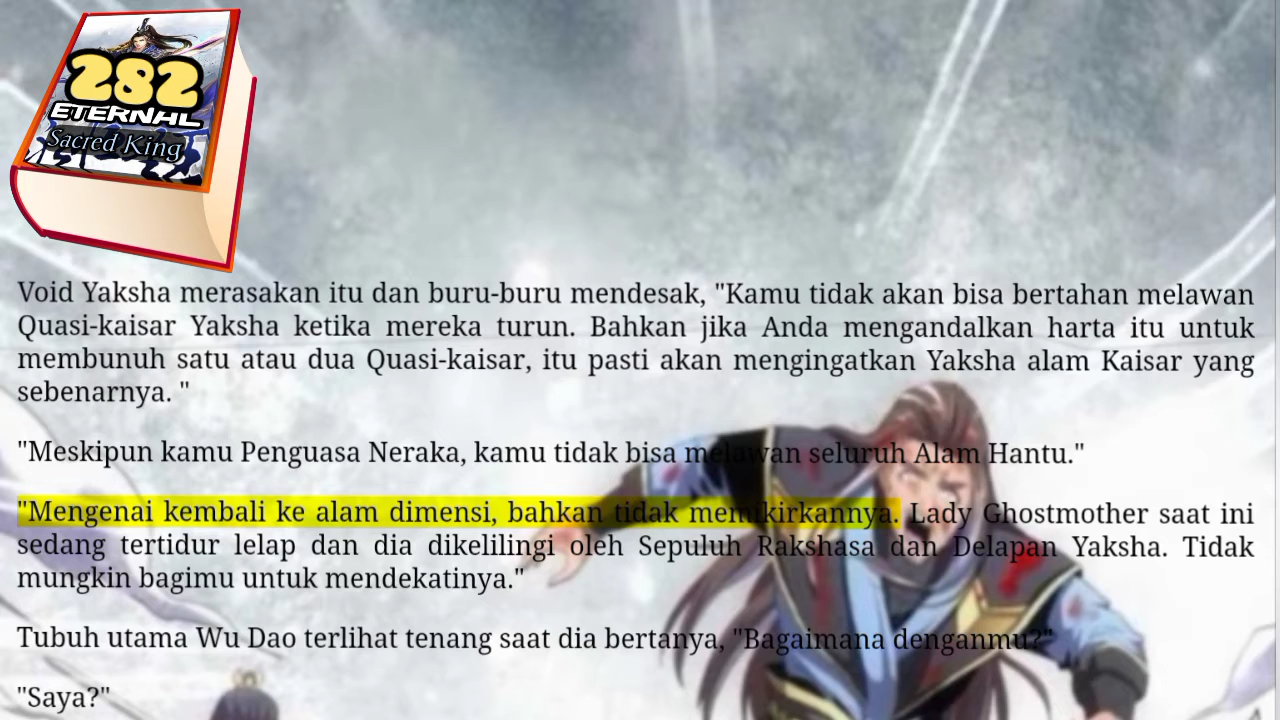 282
ETERNAL
Sacred King
Void Yaksha merasakan itu dan buru-buru mendesak, "Kamu tidak akan bisa bertahan melawan
Quasi-kaisar Yaksha ketika mereka turun. Bahkan jika Anda mengandalkan harta itu untuk
membunuh satu atau dua Quasi-kaisar, itu pasti akan mengingatkan Yaksha alam Kaisar yang
sebenarnya. "
"Meskipun kamu Penguasa Neraka, kamu tidak bisa melawan seluruh Alam Hantu."
"Mengenai kembali ke alam dimensi, bahkan tidak memikirkannya. Lady Ghostmother saat ini
sedang tertidur lelap dan dia dikelilingi oleh Sepuluh Rakshasa dan Delapan Yaksha. Tidak
mungkin bagimu untuk mendekatinya."
Tubuh utama Wu Dao terlihat tenang saat dia bertanya, "Bagaimana denganmu?"
"Saya?"